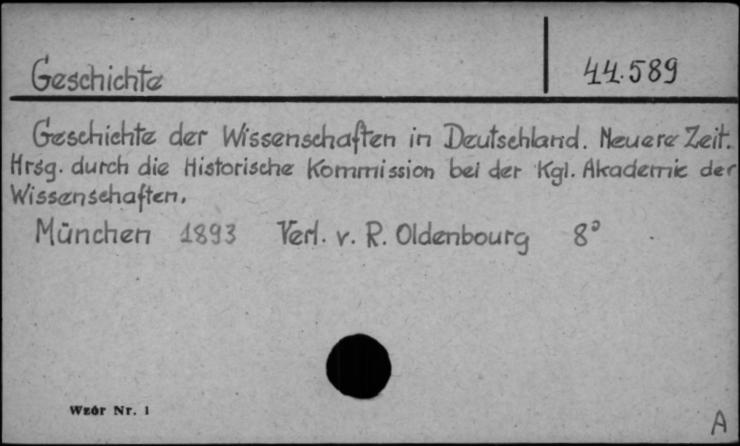 Geschichte 44.589
Geschichte der Wissenschaften in Deutschland. Neuere Zeit.
Hrsg. durch die Historische Kommission bei der Kgl. Akademie der
Wissenschaften.
München 1893 Verl. v. R. Oldenbourg 8°
Wzór Nr. 1
A